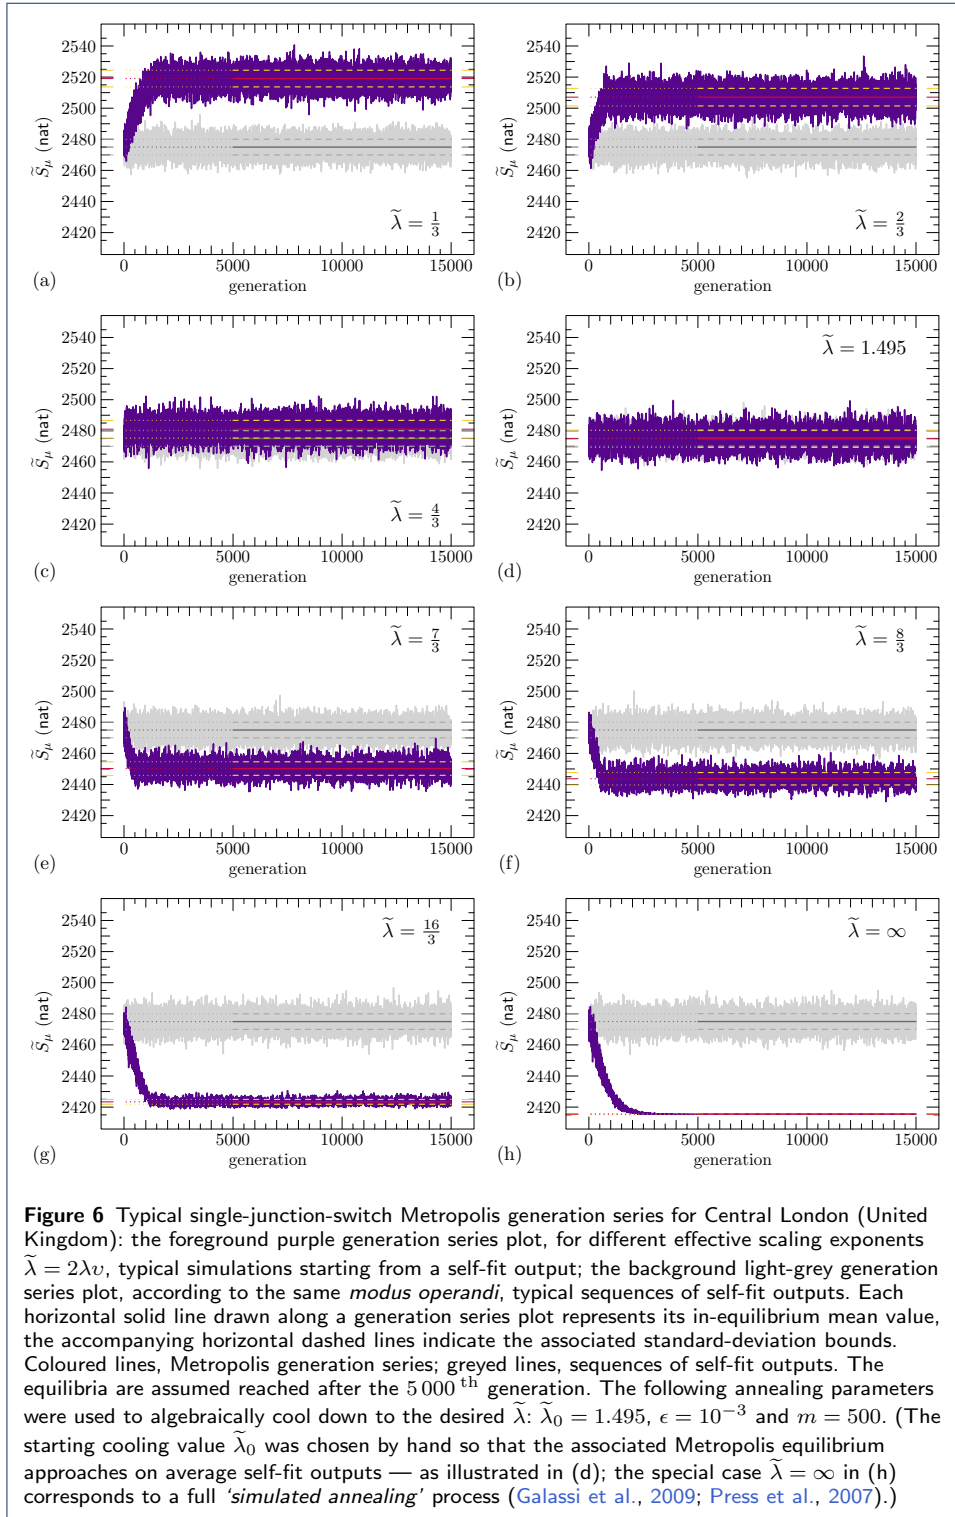 2540
2520
2500
2480
2460
2440
2420
S̃μ (nat)
λ̃ = 1/3
0 5000 10000 15000
generation
(a)
2540
2520
2500
2480
2460
2440
2420
S̃μ (nat)
λ̃ = 2/3
0 5000 10000 15000
generation
(b)
2540
2520
2500
2480
2460
2440
2420
S̃μ (nat)
λ̃ = 4/3
0 5000 10000 15000
generation
(c)
2540
2520
2500
2480
2460
2440
2420
S̃μ (nat)
λ̃ = 1.495
0 5000 10000 15000
generation
(d)
2540
2520
2500
2480
2460
2440
2420
S̃μ (nat)
λ̃ = 7/3
0 5000 10000 15000
generation
(e)
2540
2520
2500
2480
2460
2440
2420
S̃μ (nat)
λ̃ = 8/3
0 5000 10000 15000
generation
(f)
2540
2520
2500
2480
2460
2440
2420
S̃μ (nat)
λ̃ = 16/3
0 5000 10000 15000
generation
(g)
2540
2520
2500
2480
2460
2440
2420
S̃μ (nat)
λ̃ = ∞
0 5000 10000 15000
generation
(h)
Figure 6 Typical single-junction-switch Metropolis generation series for Central London (United
Kingdom): the foreground purple generation series plot, for different effective scaling exponents
λ̃ = 2λυ, typical simulations starting from a self-fit output; the background light-grey generation
series plot, according to the same modus operandi, typical sequences of self-fit outputs. Each
horizontal solid line drawn along a generation series plot represents its in-equilibrium mean value,
the accompanying horizontal dashed lines indicate the associated standard-deviation bounds.
Coloured lines, Metropolis generation series; greyed lines, sequences of self-fit outputs. The
equilibria are assumed reached after the 5 000 th generation. The following annealing parameters
were used to algebraically cool down to the desired λ̃: λ̃₀ = 1.495, ϵ = 10⁻³ and m = 500. (The
starting cooling value λ̃₀ was chosen by hand so that the associated Metropolis equilibrium
approaches on average self-fit outputs — as illustrated in (d); the special case λ̃ = ∞ in (h)
corresponds to a full ‘simulated annealing’ process (Galassi et al., 2009; Press et al., 2007).)